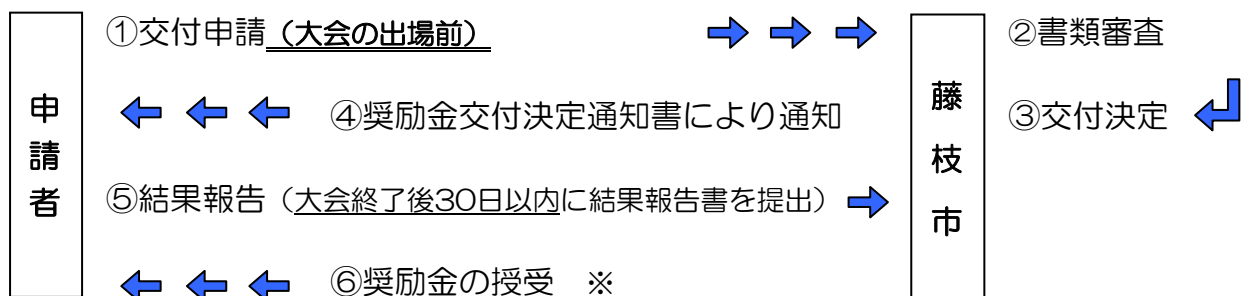 ①交付申請（大会の出場前）
②書類審査
④奨励金交付決定通知書により通知
③交付決定
申請者
藤枝市
⑤結果報告（大会終了後30日以内に結果報告書を提出）
⑥奨励金の授受　※